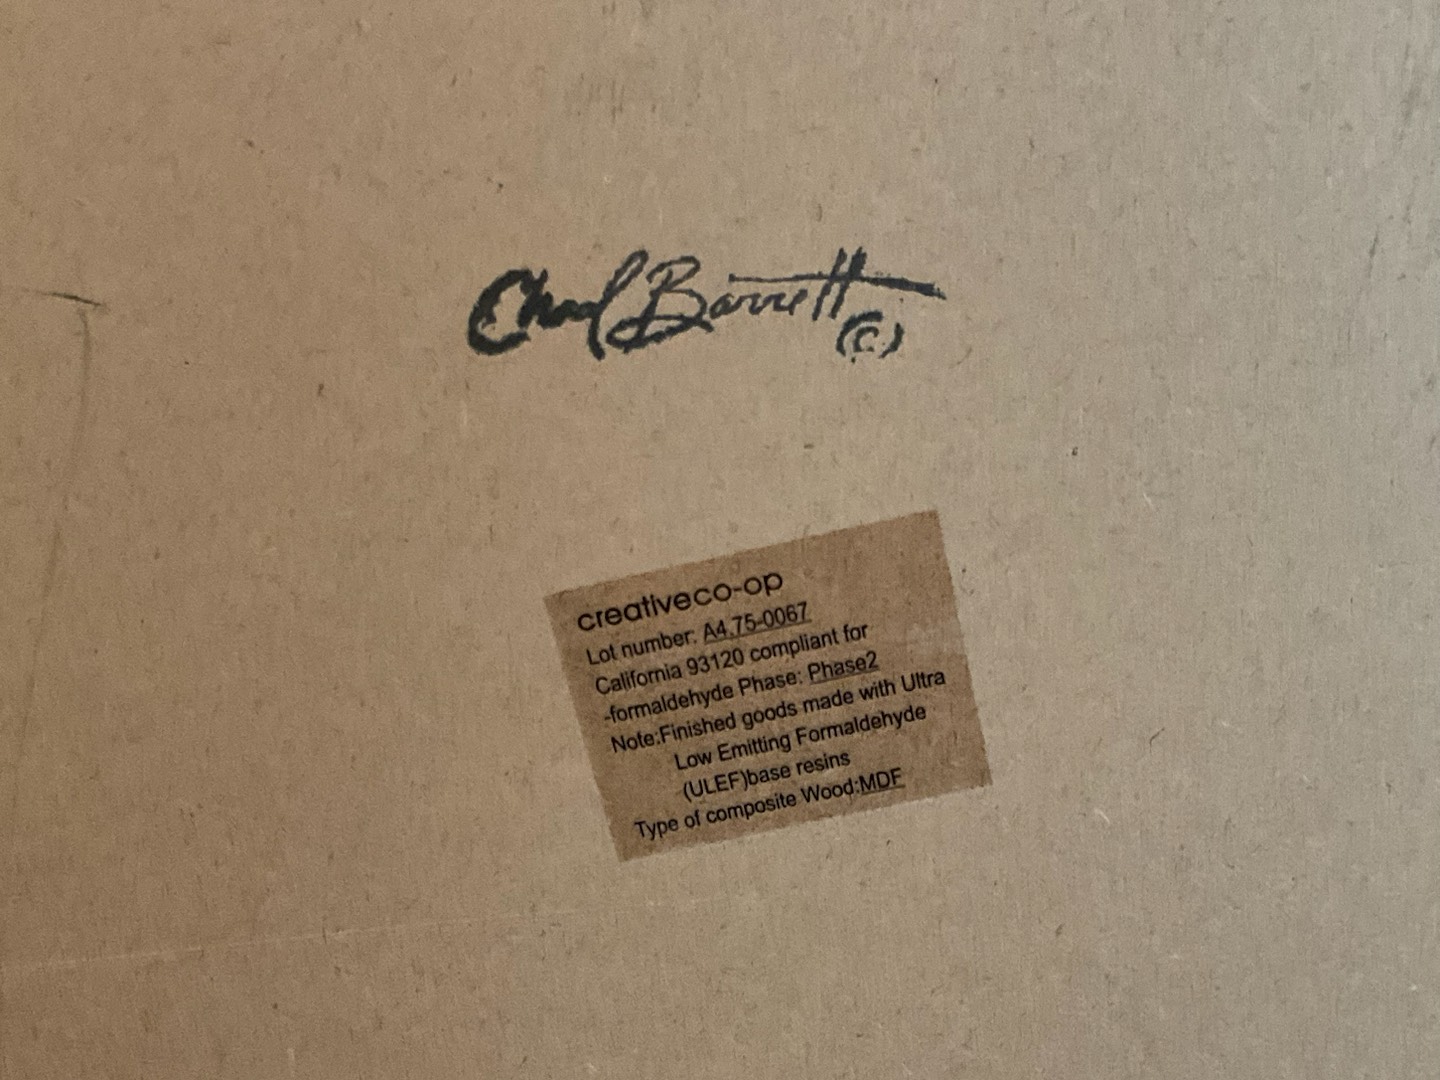 Chad Barrett
(c)
creativeco-op
Lot number: A4.75-0067
California 93120 compliant for
-formaldehyde Phase: Phase2
Note:Finished goods made with Ultra
Low Emitting Formaldehyde
(ULEF)base resins
Type of composite Wood:MDF